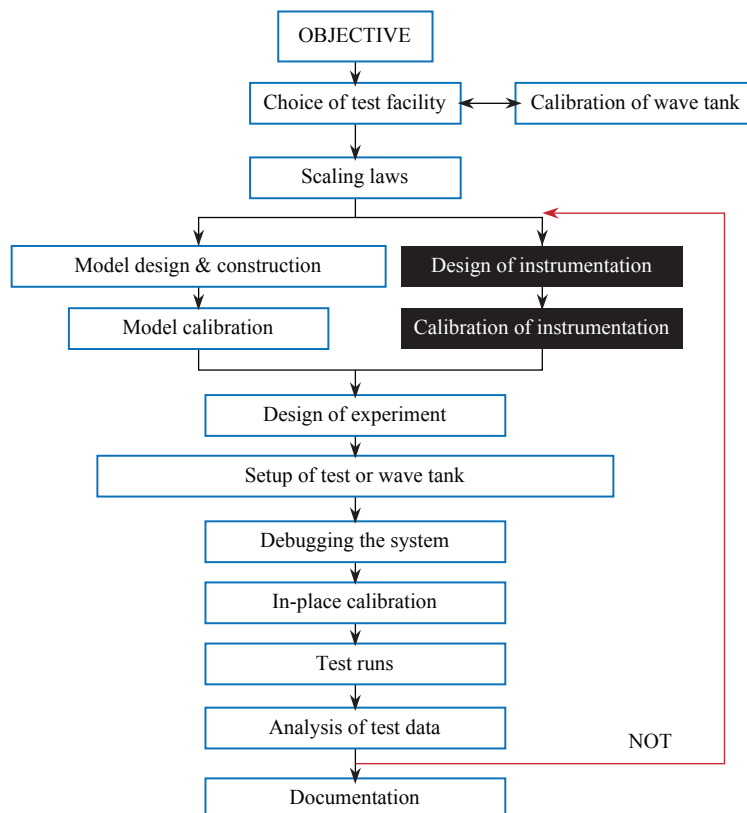 OBJECTIVE
Choice of test facility
Calibration of wave tank
Scaling laws
Model design & construction
Design of instrumentation
Model calibration
Calibration of instrumentation
Design of experiment
Setup of test or wave tank
Debugging the system
In-place calibration
Test runs
Analysis of test data
NOT
Documentation